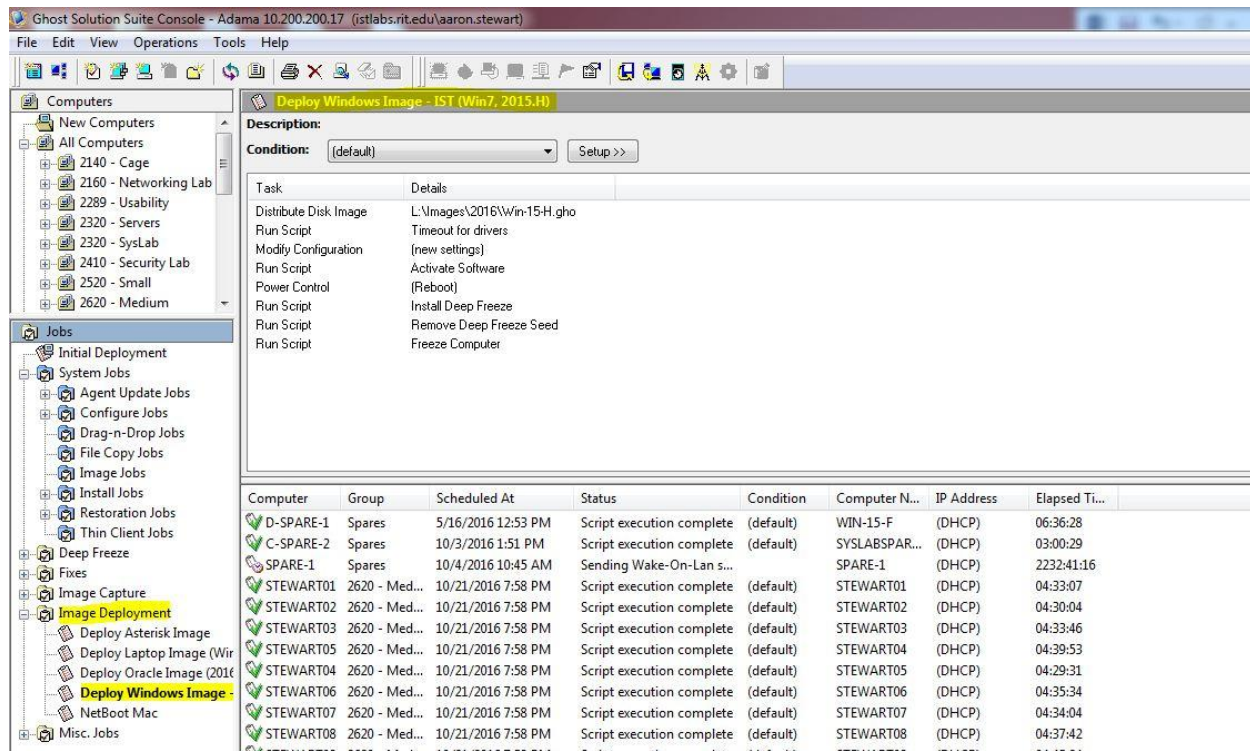 Ghost Solution Suite Console - Adama 10.200.200.17 (istlabs.rit.edu\aaron.stewart)
File Edit View Operations Tools Help
Computers
New Computers
All Computers
2140 - Cage
2160 - Networking Lab
2289 - Usability
2320 - Servers
2320 - SysLab
2410 - Security Lab
2520 - Small
2620 - Medium
Jobs
Initial Deployment
System Jobs
Agent Update Jobs
Configure Jobs
Drag-n-Drop Jobs
File Copy Jobs
Image Jobs
Install Jobs
Restoration Jobs
Thin Client Jobs
Deep Freeze
Fixes
Image Capture
Image Deployment
Deploy Asterisk Image
Deploy Laptop Image (Wir
Deploy Oracle Image (2016
Deploy Windows Image -
NetBoot Mac
Misc. Jobs
Deploy Windows Image - IST (Win7, 2015.H)
Description:
Condition: (default) Setup >>
Task Details
Distribute Disk Image L:\Images\2016\Win-15-H.gho
Run Script Timeout for drivers
Modify Configuration (new settings)
Run Script Activate Software
Power Control (Reboot)
Run Script Install Deep Freeze
Run Script Remove Deep Freeze Seed
Run Script Freeze Computer
Computer Group Scheduled At Status Condition Computer N... IP Address Elapsed Ti...
D-SPARE-1 Spares 5/16/2016 12:53 PM Script execution complete (default) WIN-15-F (DHCP) 06:36:28
C-SPARE-2 Spares 10/3/2016 1:51 PM Script execution complete (default) SYSLABSPAR... (DHCP) 03:00:29
SPARE-1 Spares 10/4/2016 10:45 AM Sending Wake-On-Lan s... SPARE-1 (DHCP) 2232:41:16
STEWART01 2620 - Med... 10/21/2016 7:58 PM Script execution complete (default) STEWART01 (DHCP) 04:33:07
STEWART02 2620 - Med... 10/21/2016 7:58 PM Script execution complete (default) STEWART02 (DHCP) 04:30:04
STEWART03 2620 - Med... 10/21/2016 7:58 PM Script execution complete (default) STEWART03 (DHCP) 04:33:46
STEWART05 2620 - Med... 10/21/2016 7:58 PM Script execution complete (default) STEWART04 (DHCP) 04:39:53
STEWART04 2620 - Med... 10/21/2016 7:58 PM Script execution complete (default) STEWART05 (DHCP) 04:29:31
STEWART06 2620 - Med... 10/21/2016 7:58 PM Script execution complete (default) STEWART06 (DHCP) 04:35:34
STEWART07 2620 - Med... 10/21/2016 7:58 PM Script execution complete (default) STEWART07 (DHCP) 04:34:04
STEWART08 2620 - Med... 10/21/2016 7:58 PM Script execution complete (default) STEWART08 (DHCP) 04:37:42